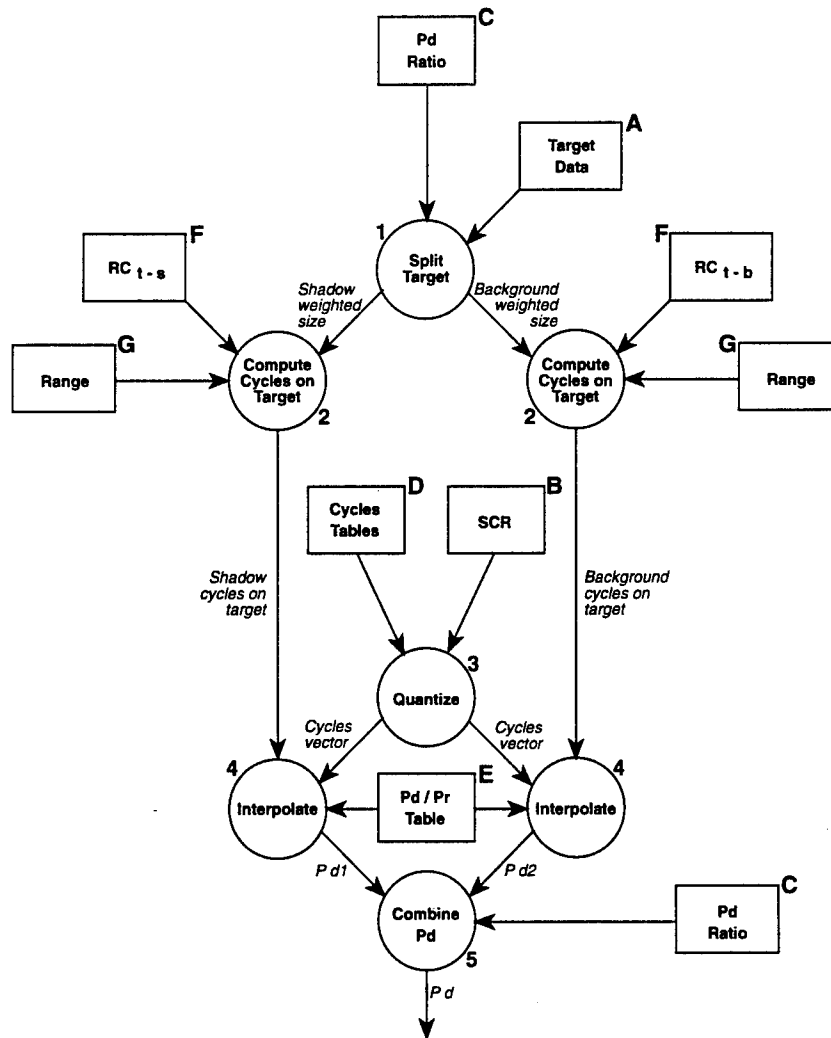 C
Pd
Ratio
A
Target
Data
1
Split
Target
F
RC t - s
F
RC t - b
Shadow
weighted
size
Background
weighted
size
G
Range
Compute
Cycles on
Target
2
Compute
Cycles on
Target
2
G
Range
D
Cycles
Tables
B
SCR
Shadow
cycles on
target
Background
cycles on
target
3
Quantize
Cycles
vector
Cycles
vector
4
Interpolate
E
Pd / Pr
Table
4
Interpolate
P d1
P d2
Combine
Pd
5
C
Pd
Ratio
P d